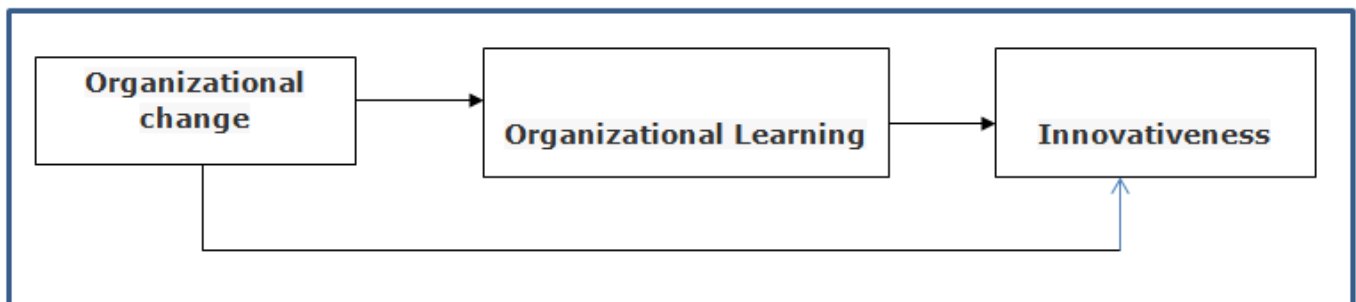 Organizational
change
Organizational Learning
Innovativeness